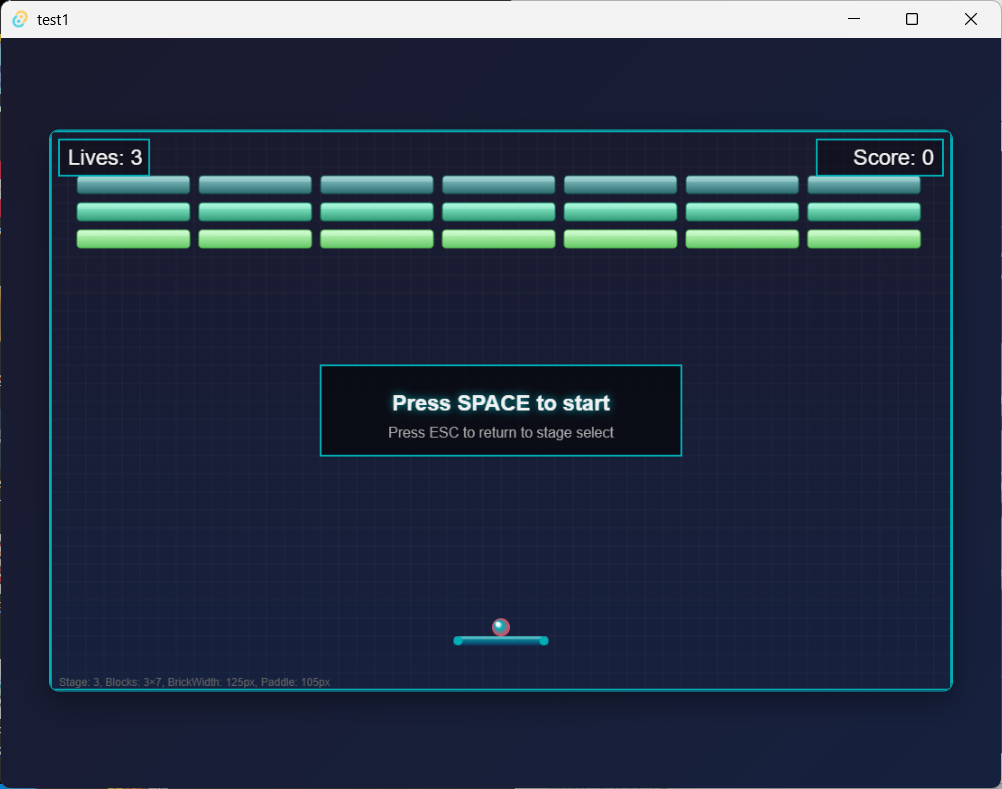 test1
Lives: 3
Score: 0
Press SPACE to start
Press ESC to return to stage select
Stage: 3, Blocks: 3×7, BrickWidth: 125px, Paddle: 105px